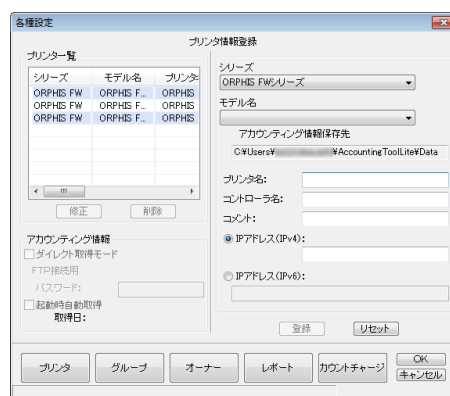 各種設定
プリンタ情報登録
プリンター覧
シリーズ モデル名 プリンタ
ORPHIS FW ORPHIS F... ORPHIS
ORPHIS FW ORPHIS F... ORPHIS
ORPHIS FW ORPHIS F... ORPHIS
修正 削除
アカウンティング情報
ダイレクト取得モード
FTP接続用
パスワード:
起動時自動取得
取得日:
シリーズ
ORPHIS FWシリーズ
モデル名
アカウンティング情報保存先
C:¥Users¥ ¥AccountingToolLite¥Data
プリンタ名:
コントローラ名:
コメント:
IPアドレス(IPv4):
IPアドレス(IPv6):
登録 リセット
プリンタ グループ オーナー レポート カウントチャージ OK
キャンセル